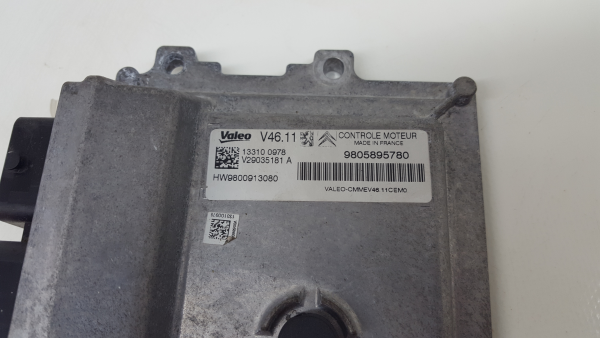 Valeo V46.11 CONTROLE MOTEUR
MADE IN FRANCE
13310 0978
V29035181 A
9805895780
HW9800913080
VALEO-CMMEV46.11CEM0